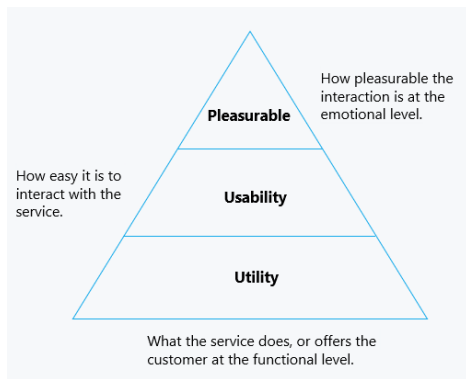 How pleasurable the
interaction is at the
emotional level.
Pleasurable
How easy it is to
interact with the
service.
Usability
Utility
What the service does, or offers the
customer at the functional level.